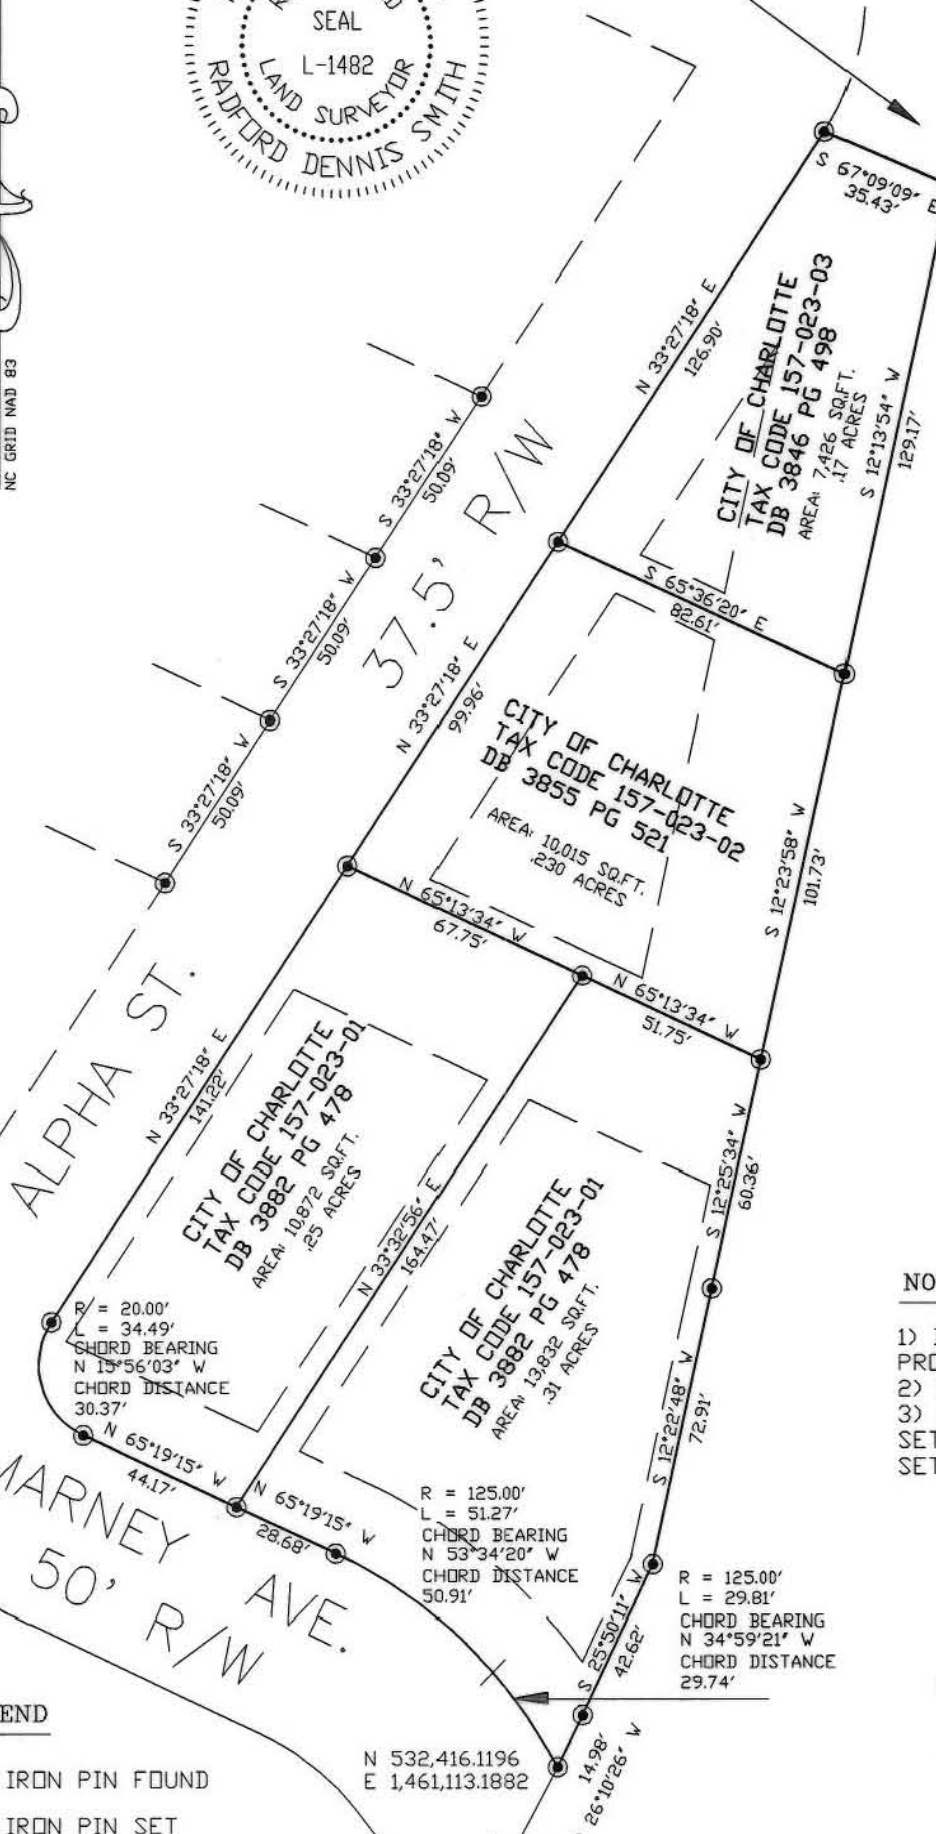 SEAL
L-1482
LAND SURVEYOR
RADFORD DENNIS SMITH
NC GRID NAD 83
S 67°09'09" E
35.43'
N 33°27'18" E
126.90'
CITY OF CHARLOTTE
TAX CODE 157-023-03
DB 3846 PG 498
AREA: 7,426 SQ.FT.
.17 ACRES
S 12°13'54" W
129.17'
S 33°27'18" W
50.09'
37.5' R/W
S 33°27'18" W
50.09'
S 65°36'20" E
82.61'
S 33°27'18" W
50.09'
N 33°27'18" E
99.96'
CITY OF CHARLOTTE
TAX CODE 157-023-02
DB 3855 PG 521
AREA: 10,015 SQ.FT.
.230 ACRES
S 12°23'58" W
101.73'
N 65°13'34" W
67.75'
N 65°13'34" W
51.75'
ALPHA ST.
N 33°27'18" E
141.22'
CITY OF CHARLOTTE
TAX CODE 157-023-01
DB 3882 PG 478
AREA: 10,872 SQ.FT.
.25 ACRES
N 33°32'56" E
164.47'
S 12°25'34" W
60.36'
CITY OF CHARLOTTE
TAX CODE 157-023-01
DB 3882 PG 478
AREA: 13,832 SQ.FT.
.31 ACRES
R = 20.00'
L = 34.49'
CHORD BEARING
N 15°56'03" W
CHORD DISTANCE
30.37'
NO
1)
PRO
2)
3)
SET
SET
S 12°22'48" W
72.91'
N 65°19'15" W
44.17'
N 65°19'15" W
28.68'
MARNEY AVE.
50' R/W
R = 125.00'
L = 51.27'
CHORD BEARING
N 53°34'20" W
CHORD DISTANCE
50.91'
R = 125.00'
L = 29.81'
CHORD BEARING
N 34°59'21" W
CHORD DISTANCE
29.74'
S 25°50'11" W
42.62'
14.98'
26°10'26" W
N 532,416.1196
E 1,461,113.1882
END
IRON PIN FOUND
IRON PIN SET